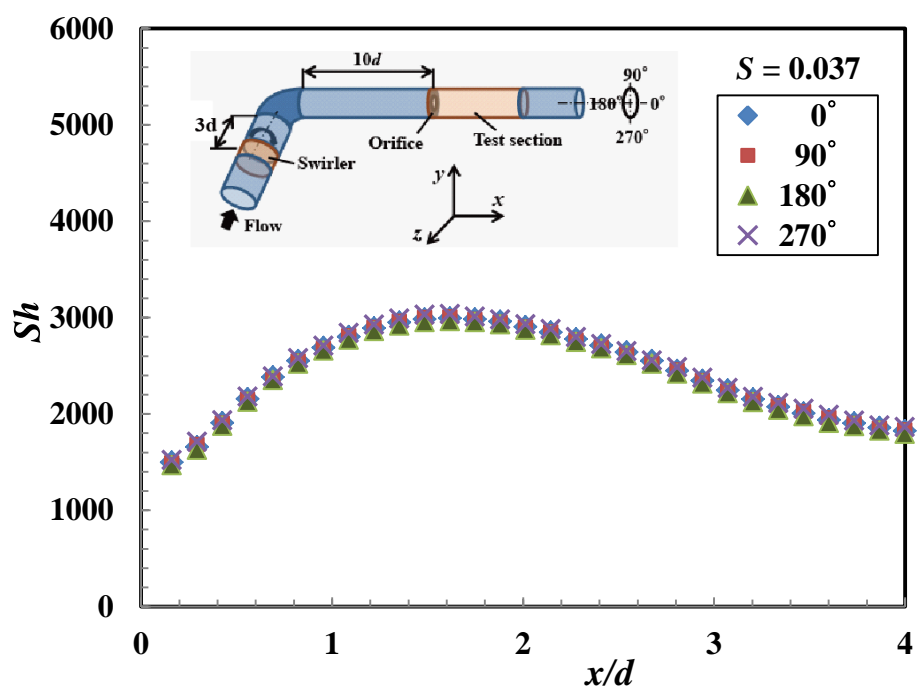 6000
5000
4000
3000
2000
1000
0
Sh
0
1
2
3
4
x/d
10d
3d
Orifice
Test section
Swirler
Flow
y
x
z
90°
180°
0°
270°
S = 0.037
0°
90°
180°
270°